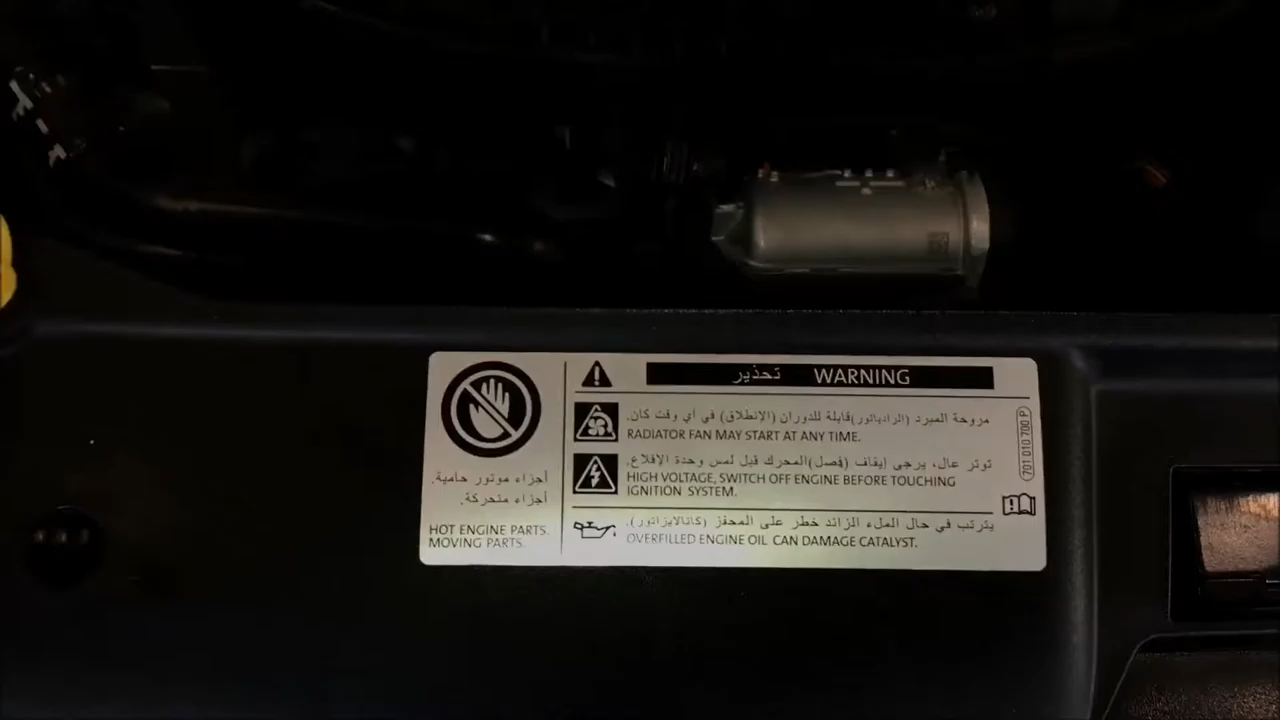 تحذير WARNING
مروحة المبرد (الرادياتور)قابلة للدوران (الإنطلاق) في أي وقت كان.
RADIATOR FAN MAY START AT ANY TIME.
توتر عال، يرجى إيقاف (فصل)المحرك قبل لمس وحدة الإقلاع.
HIGH VOLTAGE, SWITCH OFF ENGINE BEFORE TOUCHING
IGNITION SYSTEM.
يترتب في حال الملء الزائد خطر على المحفز (كاتالايزاتور).
OVERFILLED ENGINE OIL CAN DAMAGE CATALYST.
أجزاء موتور حامية.
أجزاء متحركة.
HOT ENGINE PARTS.
MOVING PARTS.
701 010 700 P